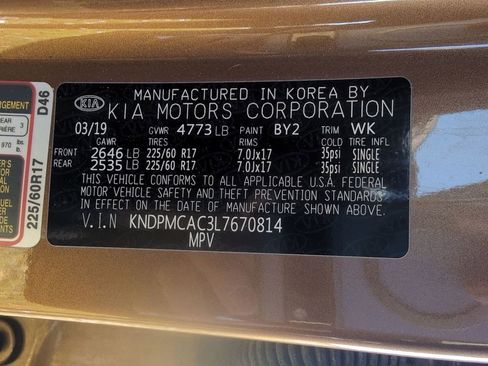 MANUFACTURED IN KOREA BY
KIA KIA MOTORS CORPORATION
03/19 GVWR 4773 LB PAINT BY2 TRIM WK
GAWR TIRES RIMS COLD TIRE INFL
FRONT 2646 LB 225/60 R17 7.0Jx17 35psi SINGLE
REAR 2535 LB 225/60 R17 7.0Jx17 35psi SINGLE
THIS VEHICLE CONFORMS TO ALL APPLICABLE U.S.A. FEDERAL
MOTOR VEHICLE SAFETY AND THEFT PREVENTION STANDARDS
IN EFFECT ON THE DATE OF MANUFACTURE SHOWN ABOVE.
V.I.N KNDPMCAC3L7670814
MPV
225/60R17 D46
3
970 lbs.